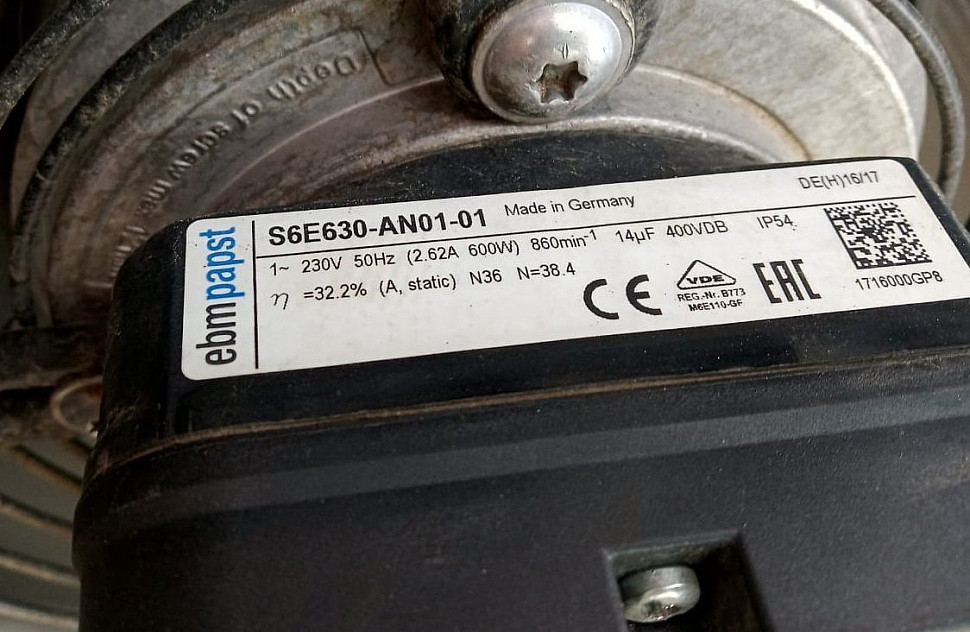 Depth of screw max.
ebmpapst
S6E630-AN01-01 Made in Germany DE(H)16/17
1~ 230V 50Hz (2.62A 600W) 860min⁻¹ 14µF 400VDB IP54
η =32.2% (A, static) N36 N=38.4
CE
VDE
REG.-Nr. B773
M6E110-GF
EAC
1716000GP8